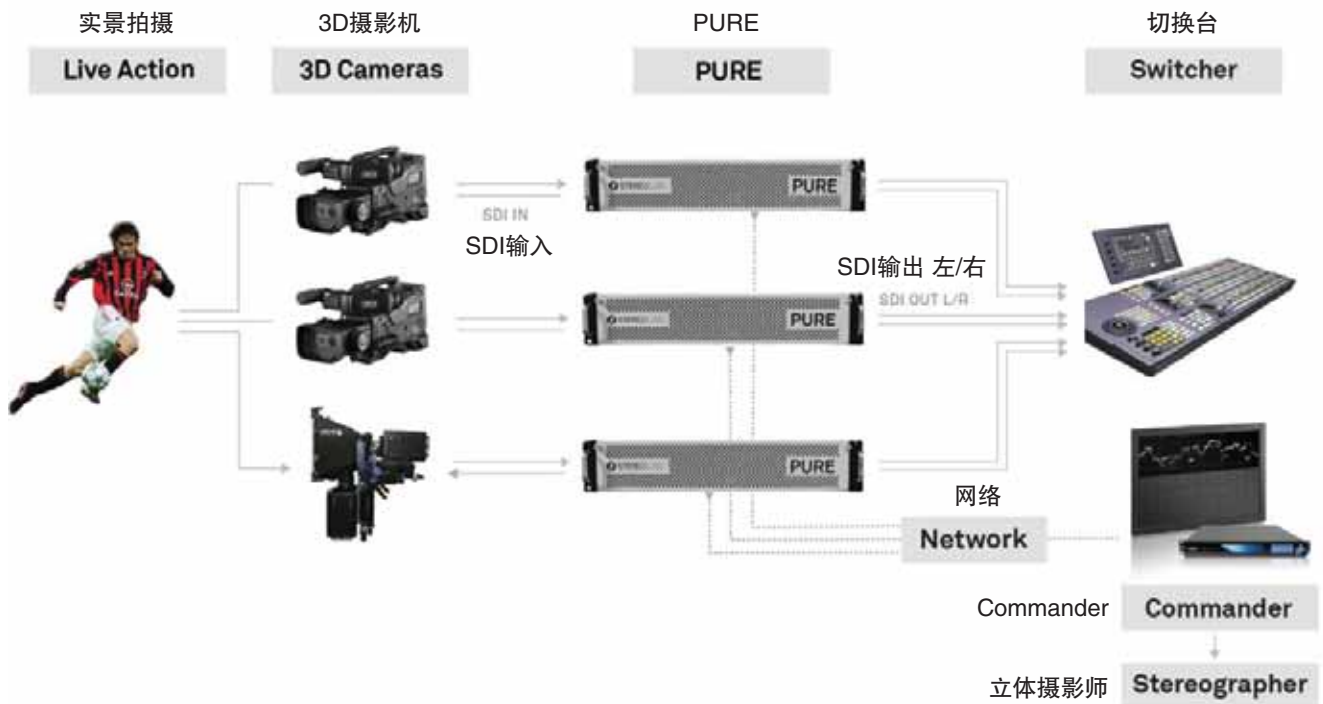 实景拍摄
3D摄影机
PURE
切换台
Live Action
3D Cameras
PURE
Switcher
PURE
SDI IN
SDI输入
SDI输出 左/右
SDI OUT L/R
PURE
PURE
网络
Network
Commander
Commander
立体摄影师
Stereographer